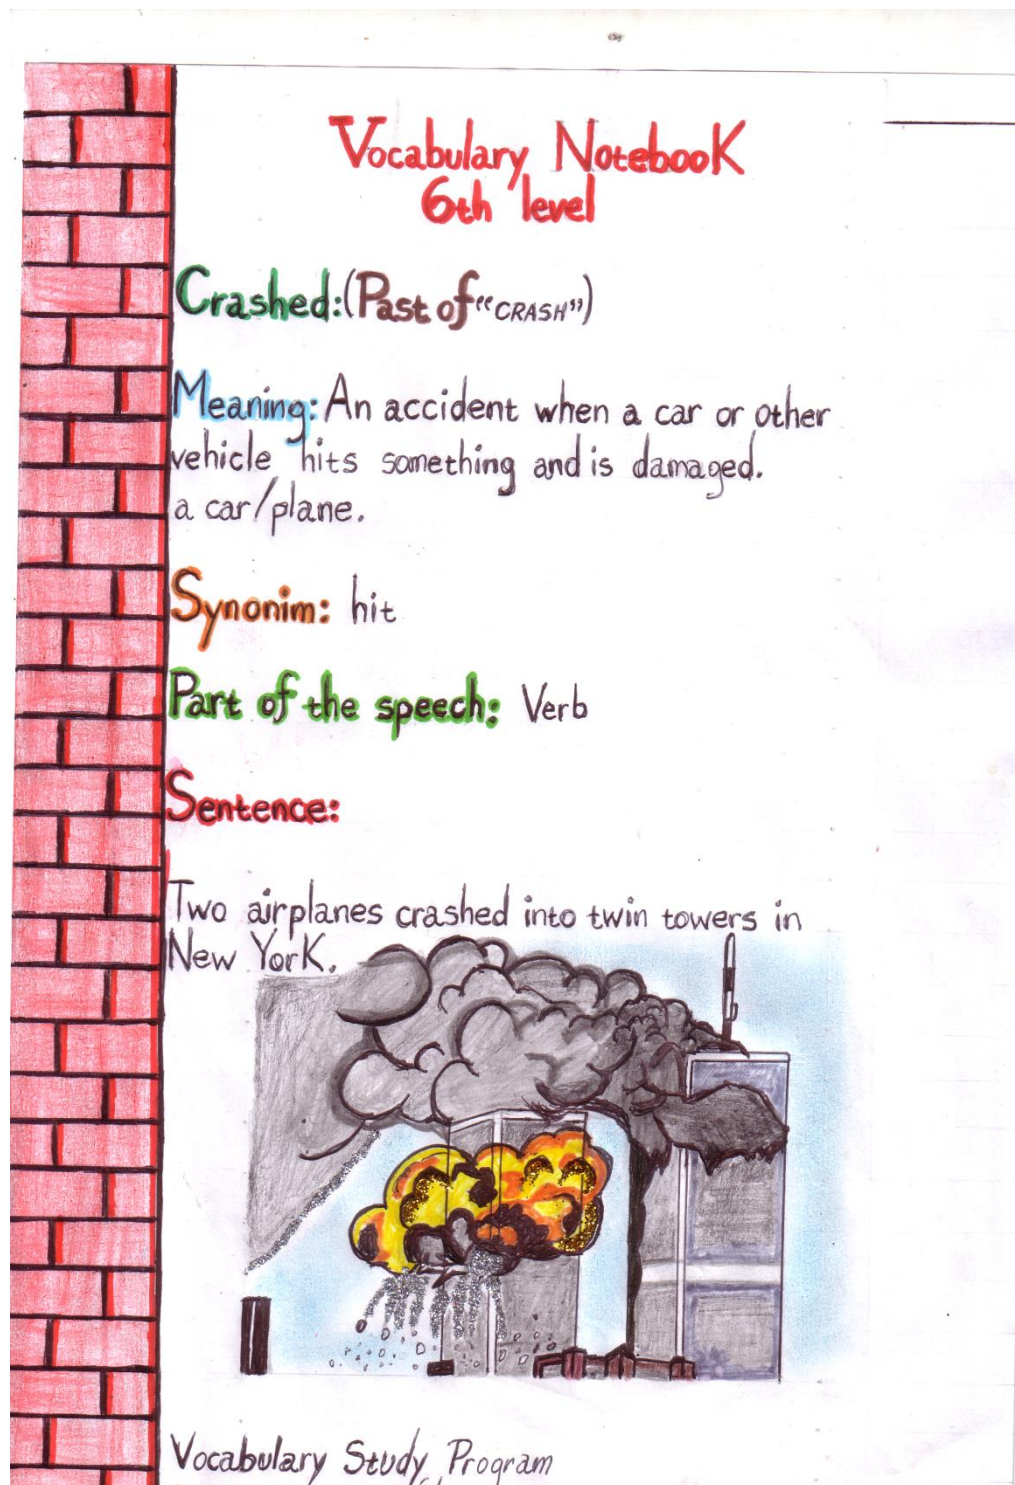 Vocabulary NotebooK
6th level
Crashed:(Past of “CRASH”)
Meaning: An accident when a car or other
vehicle hits something and is damaged.
a car/plane.
Synonim: hit
Part of the speech: Verb
Sentence:
Two airplanes crashed into twin towers in
New YorK.
Vocabulary Study Program